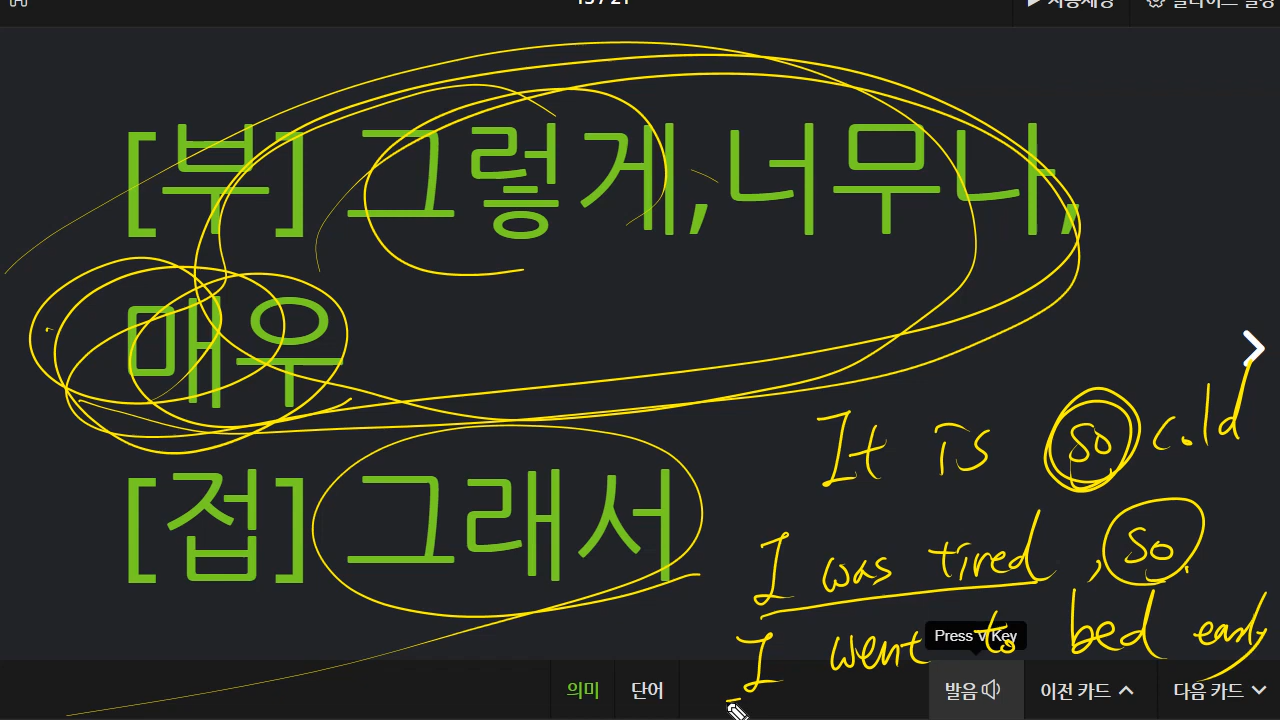 [부] 그렇게,너무나,
매우
[접] 그래서
It is so cold
I was tired, so
I went to bed early
Press V Key
의미 단어 발음 이전 카드 다음 카드